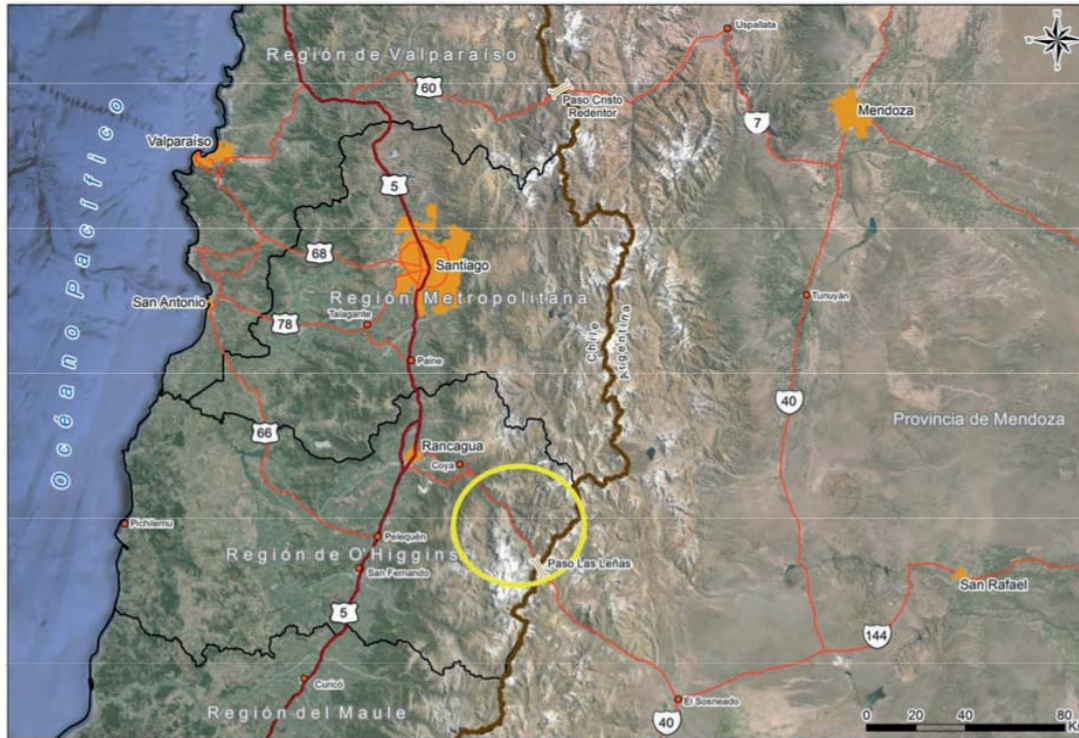 Uspallata
Región de Valparaíso
60
Paso Cristo
Redentor
7
Mendoza
Valparaíso
5
Océano Pacífico
68
Santiago
San Antonio
Región Metropolitana
Talagante
78
Tunuyán
Chile
Argentina
Paine
40
Provincia de Mendoza
66
Rancagua
Coya
Pichilemu
Pelequén
Región de O'Higgins
Paso Las Leñas
San Fernando
San Rafael
5
144
Curicó
El Sosneado
Región del Maule
40
0 20 40 80